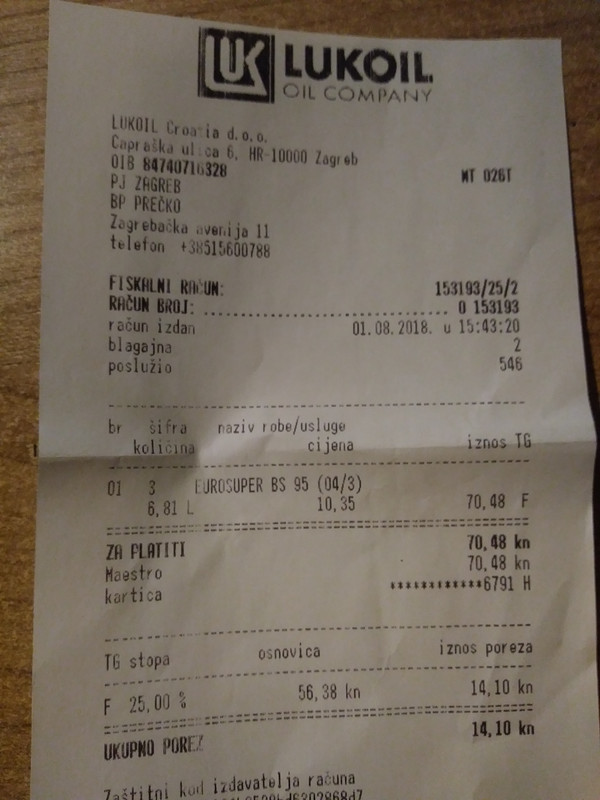 LUK LUKOIL
OIL COMPANY
LUKOIL Croatia d.o.o.
Capraška ulica 6, HR-10000 Zagreb
OIB 84740716328
MT 026T
PJ ZAGREB
BP PREČKO
Zagrebačka avenija 11
telefon +38515600788
FISKALNI RAČUN: 153193/25/2
RAČUN BROJ: .................................. 0 153193
račun izdan 01.08.2018. u 15:43:20
blagajna 2
poslužio 546
br šifra naziv robe/usluge
količina cijena iznos TG
01 3 EUROSUPER BS 95 (04/3)
6,81 L 10,35 70,48 F
ZA PLATITI 70,48 kn
Maestro 70,48 kn
kartica ************6791 H
TG stopa osnovica iznos poreza
F 25,00 % 56,38 kn 14,10 kn
UKUPNO POREZ 14,10 kn
Zaštitni kod izdavatelja računa